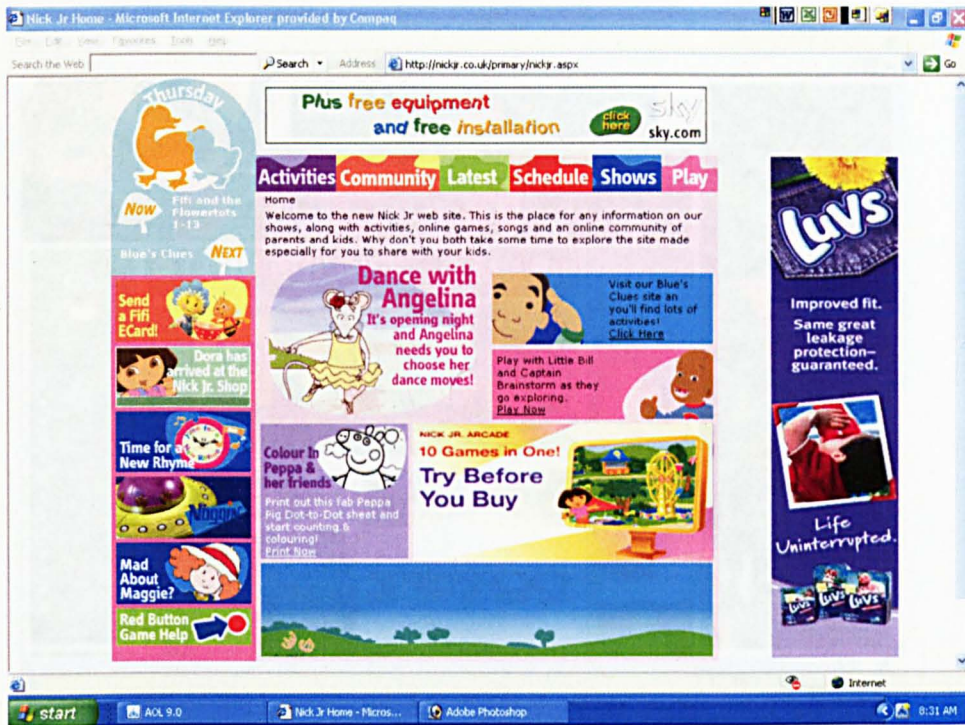 Nick Jr Home - Microsoft Internet Explorer provided by Compaq
Edit View Favorites Tools Help
Search the Web
Search
Address
http://nickjr.co.uk/primary/nickjr.aspx
Go
Thursday
Now
Fifi and the
Flowertots
1-13
Blue's Clues
NEXT
Send
a Fifi
ECard!
Dora has
arrived at the
Nick Jr. Shop
Time for a
New Rhyme
Noggin
Mad
About
Maggie?
Red Button
Game Help
Plus free equipment
and free installation
click
here
sky
sky.com
Activities Community Latest Schedule Shows Play
Home
Welcome to the new Nick Jr web site. This is the place for any information on our
shows, along with activities, online games, songs and an online community of
parents and kids. Why don't you both take some time to explore the site made
especially for you to share with your kids.
Dance with
Angelina
It's opening night
and Angelina
needs you to
choose her
dance moves!
Visit our Blue's
Clues site an
you'll find lots of
activities!
Click Here
Play with Little Bill
and Captain
Brainstorm as they
go exploring.
Play Now
Colour In
Peppa &
her friends
Print out this fab Peppa
Pig Dot-to-Dot sheet and
start counting &
colouring!
Print Now
NICK JR. ARCADE
10 Games in One!
Try Before
You Buy
Luvs
Improved fit.
Same great
leakage
protection–
guaranteed.
Life
Uninterrupted.
Luvs Luvs Luvs
Internet
start
AOL 9.0
Nick Jr Home - Micros...
Adobe Photoshop
8:31 AM